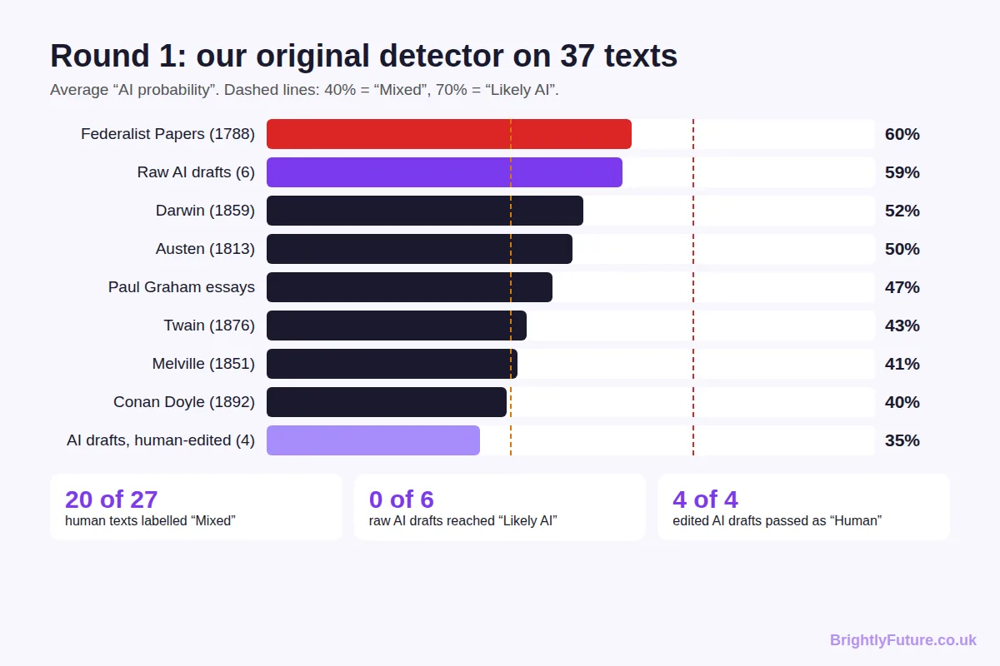 Round 1: our original detector on 37 texts
Average “AI probability”. Dashed lines: 40% = “Mixed”, 70% = “Likely AI”.
Federalist Papers (1788) 60%
Raw AI drafts (6) 59%
Darwin (1859) 52%
Austen (1813) 50%
Paul Graham essays 47%
Twain (1876) 43%
Melville (1851) 41%
Conan Doyle (1892) 40%
AI drafts, human-edited (4) 35%
20 of 27
human texts labelled “Mixed”
0 of 6
raw AI drafts reached “Likely AI”
4 of 4
edited AI drafts passed as “Human”
BrightlyFuture.co.uk